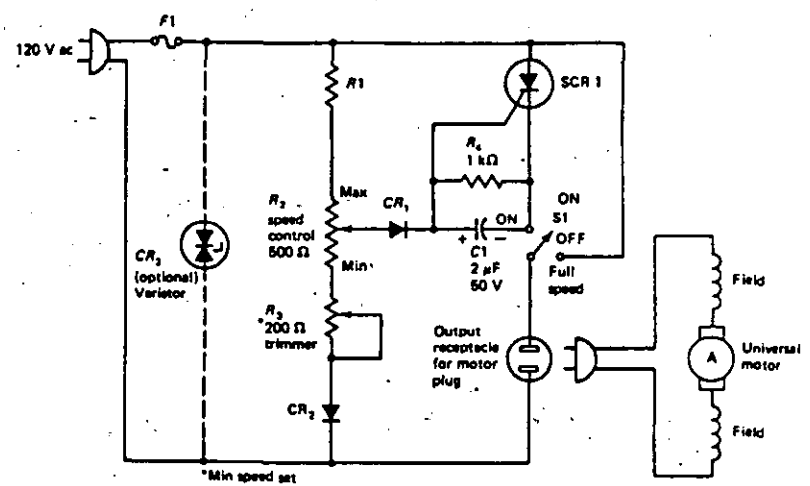 F1
120 V ac
R1
SCR 1
R4
1 kΩ
Max
R2
speed
control
500 Ω
CR1
ON
ON
S1
OFF
+
−
C1
2 μF
50 V
Full
speed
Min
CR3
(optional)
Varistor
R3
*200 Ω
trimmer
Output
receptacle
for motor
plug
Field
A
Universal
motor
CR2
Field
*Min speed set